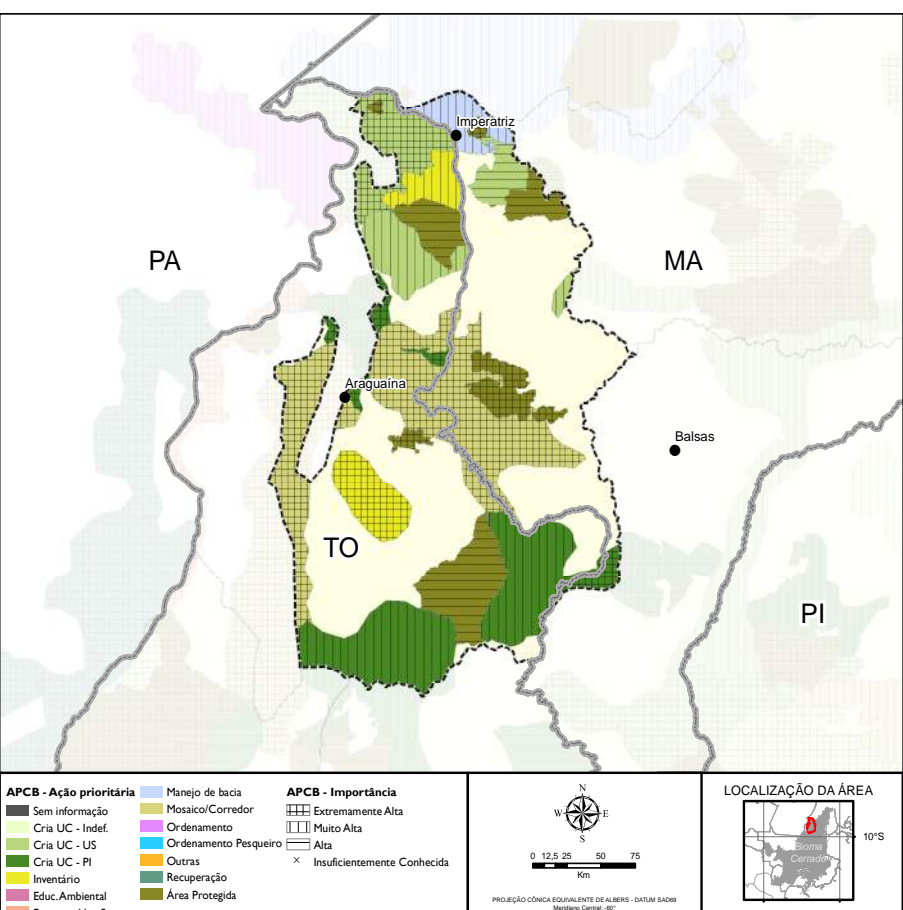 Imperatriz
PA
MA
Araguaína
Balsas
TO
PI
APCB - Ação prioritária
Sem informação
Cria UC - Indef.
Cria UC - US
Cria UC - PI
Inventário
Educ. Ambiental
Manejo de bacia
Mosaico/Corredor
Ordenamento
Ordenamento Pesqueiro
Outras
Recuperação
Área Protegida
APCB - Importância
Extremamente Alta
Muito Alta
Alta
Insuficientemente Conhecida
N
W E
S
0 12,5 25 50 75
Km
PROJEÇÃO CÔNICA EQUIVALENTE DE ALBERS - DATUM SAD69
Meridiano Central: -60°
LOCALIZAÇÃO DA ÁREA
10°S
Bioma
Cerrado